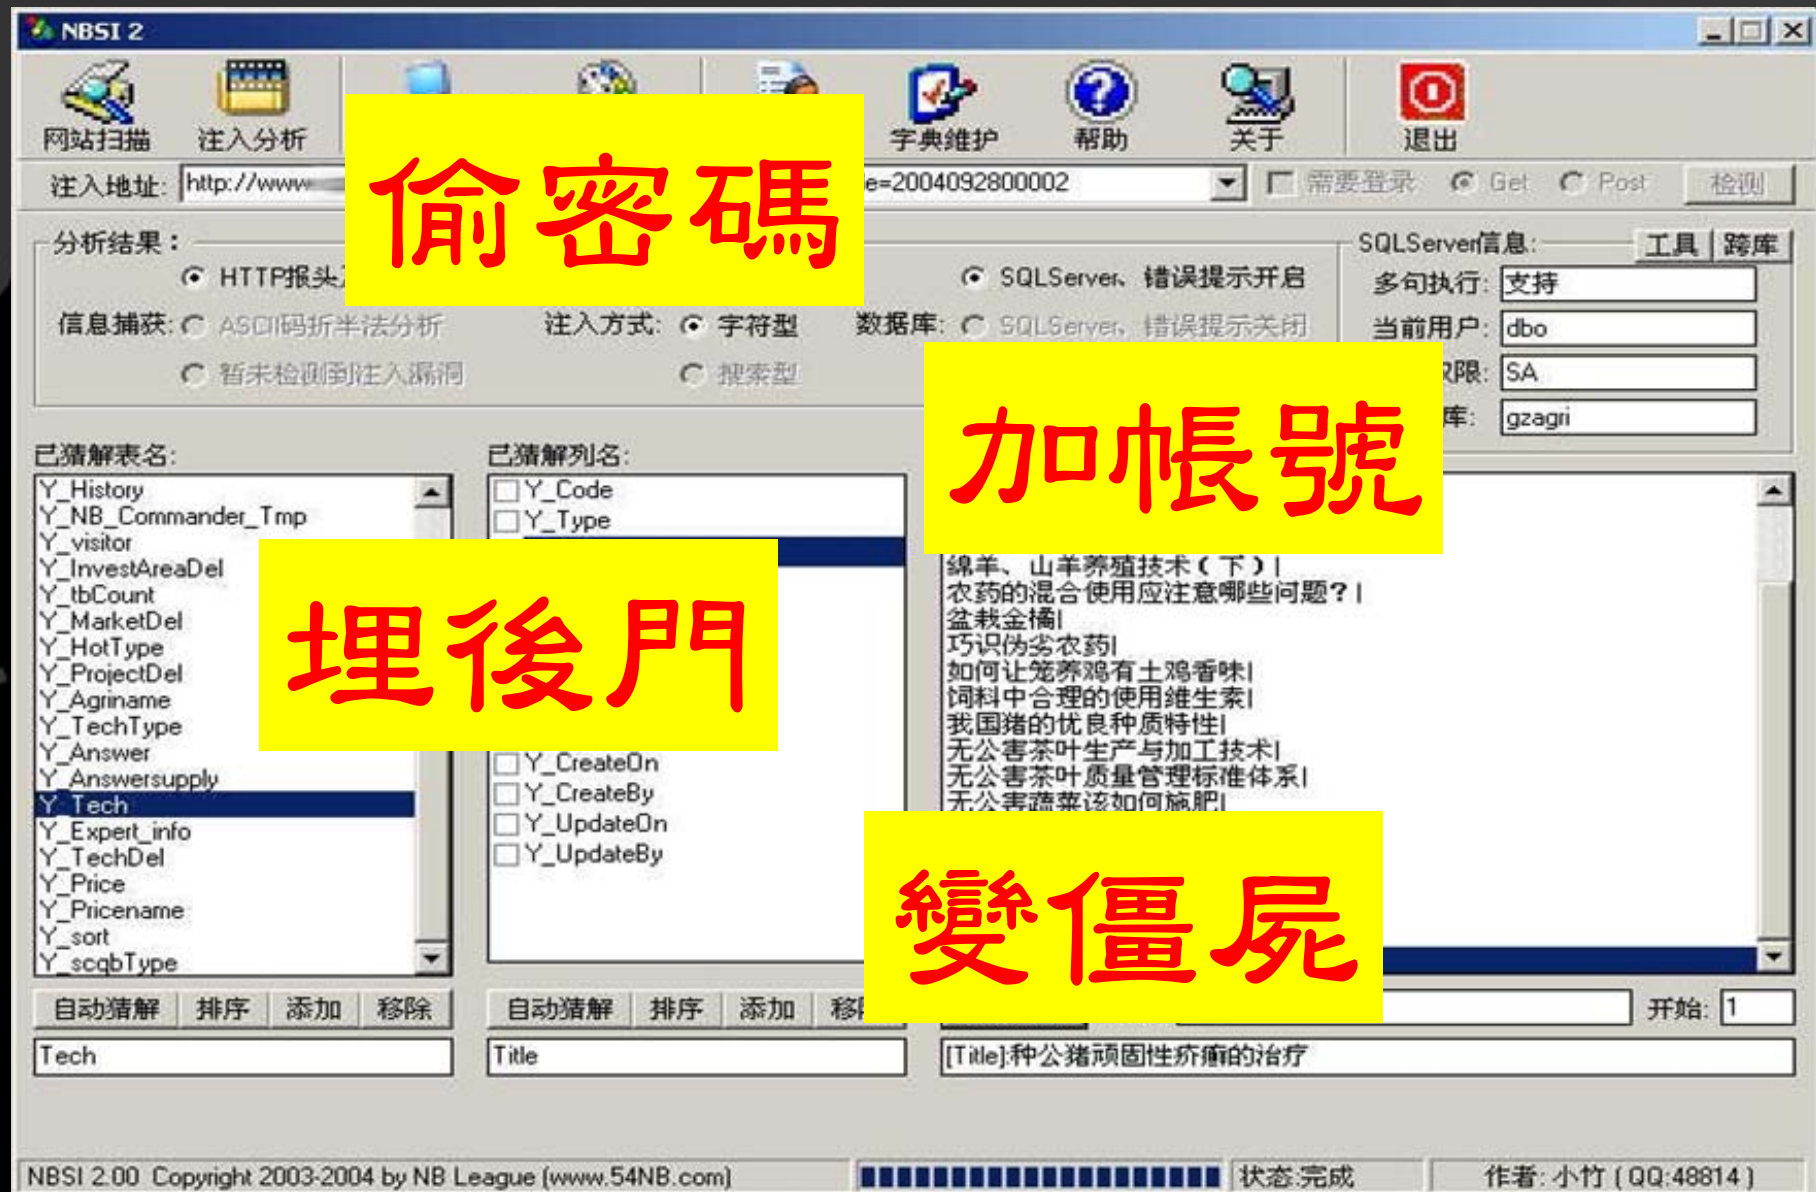 NBSI 2
网站扫描 注入分析 字典维护 帮助 关于 退出
偷密碼
注入地址: http://www e=2004092800002 需要登录 Get Post 检测
分析结果：
HTTP报头 SQLServer、错误提示开启
信息捕获: ASCII码折半法分析 注入方式: 字符型 数据库: SQLServer、错误提示关闭
暂未检测到注入漏洞 搜索型
SQLServer信息: 工具 跨库
多句执行: 支持
当前用户: dbo
权限: SA
库: gzagri
加帳號
已猜解表名:
Y_History
Y_NB_Commander_Tmp
Y_visitor
Y_InvestAreaDel
Y_tbCount
Y_MarketDel
Y_HotType
Y_ProjectDel
Y_Agriname
Y_TechType
Y_Answer
Y_Answersupply
Y_Tech
Y_Expert_info
Y_TechDel
Y_Price
Y_Pricename
Y_sort
Y_scqbType
埋後門
已猜解列名:
Y_Code
Y_Type
Y_CreateOn
Y_CreateBy
Y_UpdateOn
Y_UpdateBy
绵羊、山羊养殖技术（下）|
农药的混合使用应注意哪些问题？|
盆栽金橘|
巧识伪劣农药|
如何让笼养鸡有土鸡香味|
饲料中合理的使用维生素|
我国猪的优良种质特性|
无公害茶叶生产与加工技术|
无公害茶叶质量管理标准体系|
无公害蔬菜该如何施肥|
變僵屍
自动猜解 排序 添加 移除 自动猜解 排序 添加 移 开始: 1
Tech Title [Title]:种公猪顽固性疥癣的治疗
NBSI 2.00 Copyright 2003-2004 by NB League (www.54NB.com) 状态:完成 作者: 小竹 ( QQ:48814 )